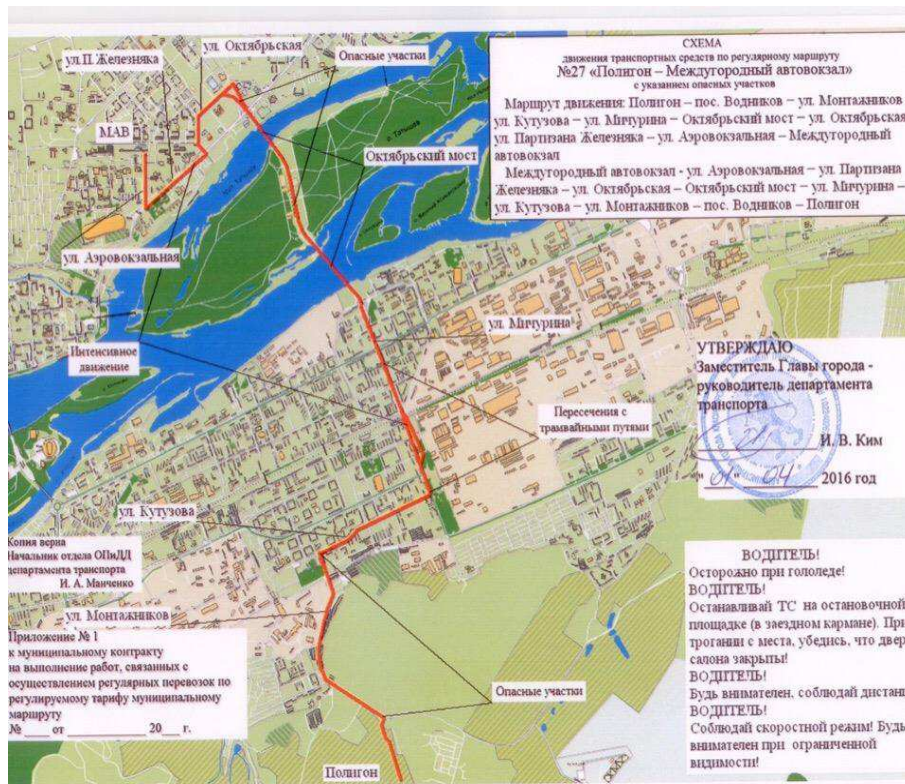 СХЕМА
движения транспортных средств по регулярному маршруту
№27 «Полигон – Междугородный автовокзал»
с указанием опасных участков
Маршрут движения: Полигон – пос. Водников – ул. Монтажников
ул. Кутузова – ул. Мичурина – Октябрьский мост – ул. Октябрьская
ул. Партизана Железняка – ул. Аэровокзальная – Междугородный
автовокзал
Междугородный автовокзал - ул. Аэровокзальная – ул. Партизана
Железняка – ул. Октябрьская – Октябрьский мост – ул. Мичурина –
ул. Кутузова – ул. Монтажников – пос. Водников – Полигон
ул. Октябрьская
Опасные участки
ул.П. Железняка
МАВ
Октябрьский мост
о. Татышев
ул. Аэровокзальная
ул. Мичурина
Интенсивное
движение
Пересечения с
трамвайными путями
УТВЕРЖДАЮ
Заместитель Главы города -
руководитель департамента
транспорта
И. В. Ким
"01" 04 2016 год
ул. Кутузова
Копия верна
Начальник отдела ОПиДД
департамента транспорта
И. А. Манченко
ул. Монтажников
Приложение № 1
к муниципальному контракту
на выполнение работ, связанных с
осуществлением регулярных перевозок по
регулируемому тарифу муниципальному
маршруту
№ ___ от ________ 20___ г.
Опасные участки
Полигон
ВОДИТЕЛЬ!
Осторожно при гололеде!
ВОДИТЕЛЬ!
Останавливай ТС на остановочной
площадке (в заездном кармане). При
трогании с места, убедись, что двер
салона закрыты!
ВОДИТЕЛЬ!
Будь внимателен, соблюдай дистанц
ВОДИТЕЛЬ!
Соблюдай скоростной режим! Будь
внимателен при ограниченной
видимости!